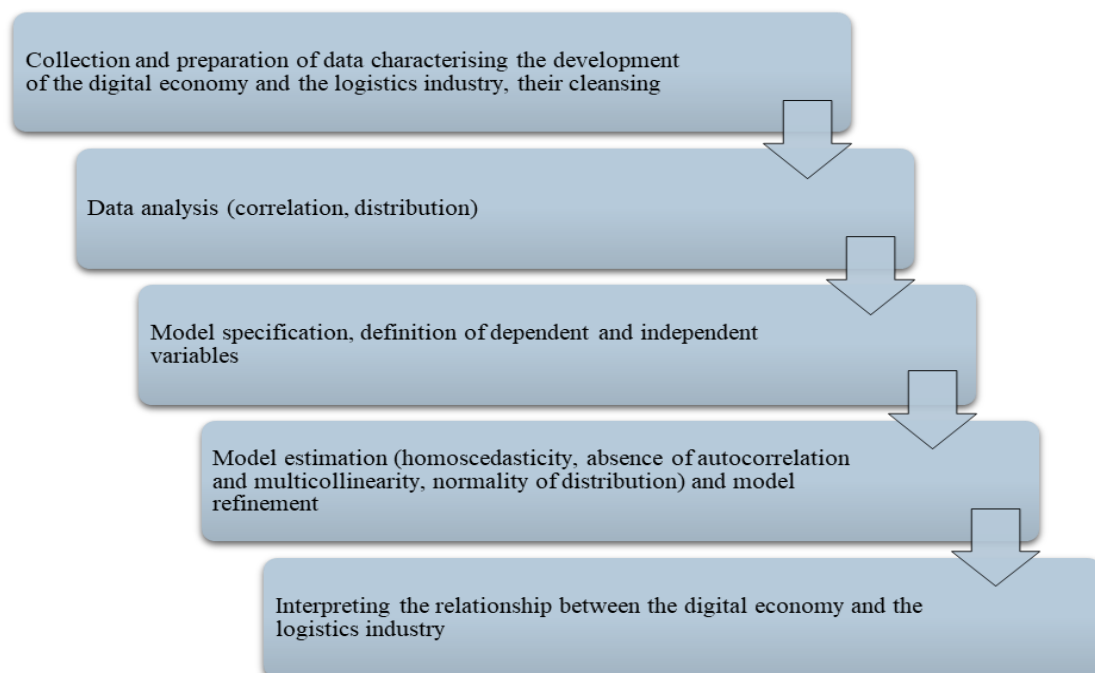 Collection and preparation of data characterising the development
of the digital economy and the logistics industry, their cleansing
Data analysis (correlation, distribution)
Model specification, definition of dependent and independent
variables
Model estimation (homoscedasticity, absence of autocorrelation
and multicollinearity, normality of distribution) and model
refinement
Interpreting the relationship between the digital economy and the
logistics industry